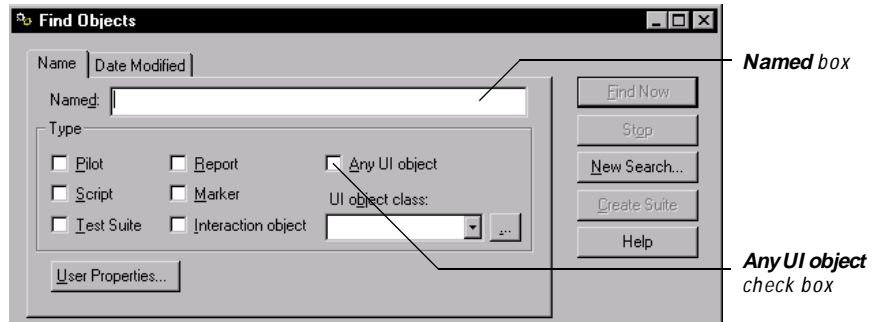 Find Objects
Name Date Modified
Named:
Type
Pilot Report Any UI object
Script Marker UI object class:
Test Suite Interaction object ...
User Properties...
Find Now
Stop
New Search...
Create Suite
Help
Named box
Any UI object
check box